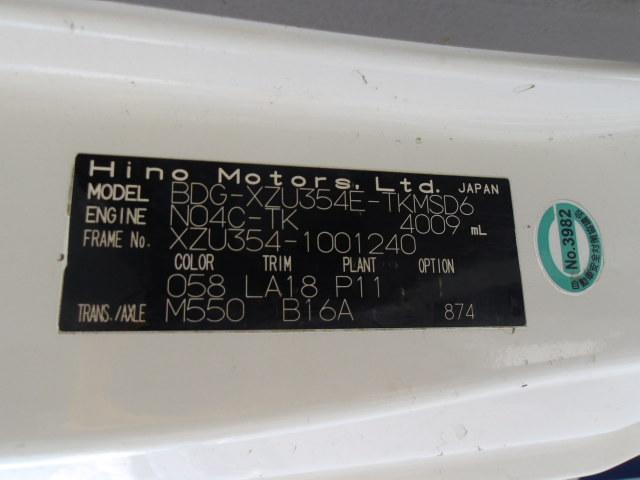 Hino Motors, Ltd. JAPAN
MODEL BDG-XZU354E-TKMSD6
ENGINE N04C-TK 4009 mL
FRAME No. XZU354-1001240
COLOR TRIM PLANT OPTION
058 LA18 P11
TRANS./AXLE M550 B16A 874
No.3982